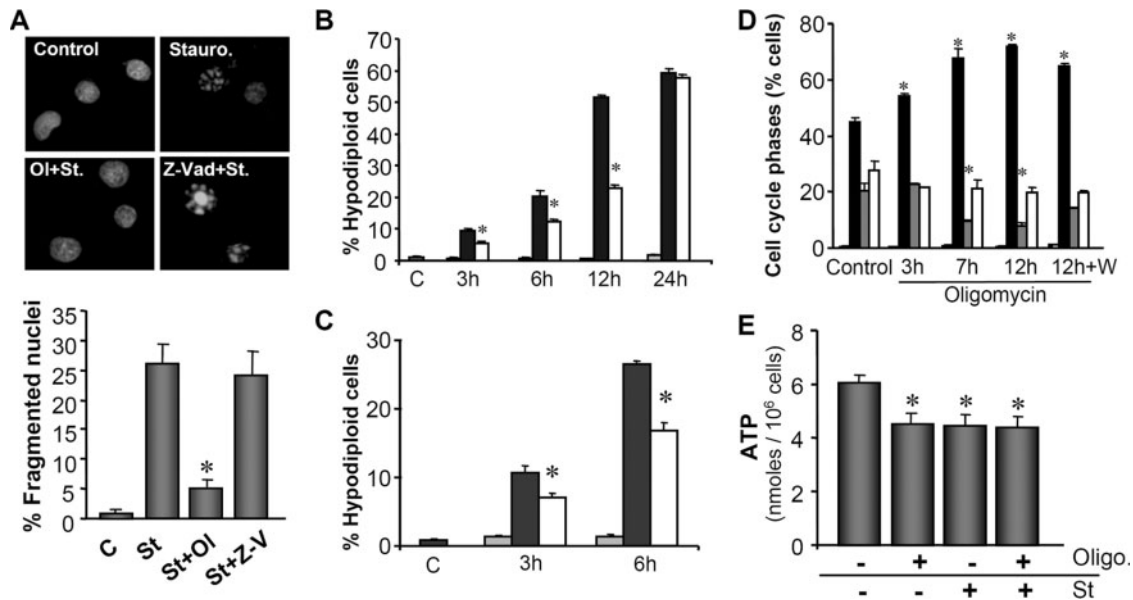 A
Control
Stauro.
Ol+St.
Z-Vad+St.
% Fragmented nuclei
35
30
25
20
15
10
5
0
C
St
St+Ol
St+Z-V
B
% Hypodiploid cells
70
60
50
40
30
20
10
0
*
*
*
C
3h
6h
12h
24h
C
% Hypodiploid cells
30
20
10
0
*
*
C
3h
6h
D
Cell cycle phases (% cells)
80
60
40
20
0
*
*
*
*
*
*
Control
3h
7h
12h
12h+W
Oligomycin
E
ATP
(nmoles / 10⁶ cells)
8
6
4
2
0
*
*
*
- + - + Oligo.
- - + + St
*